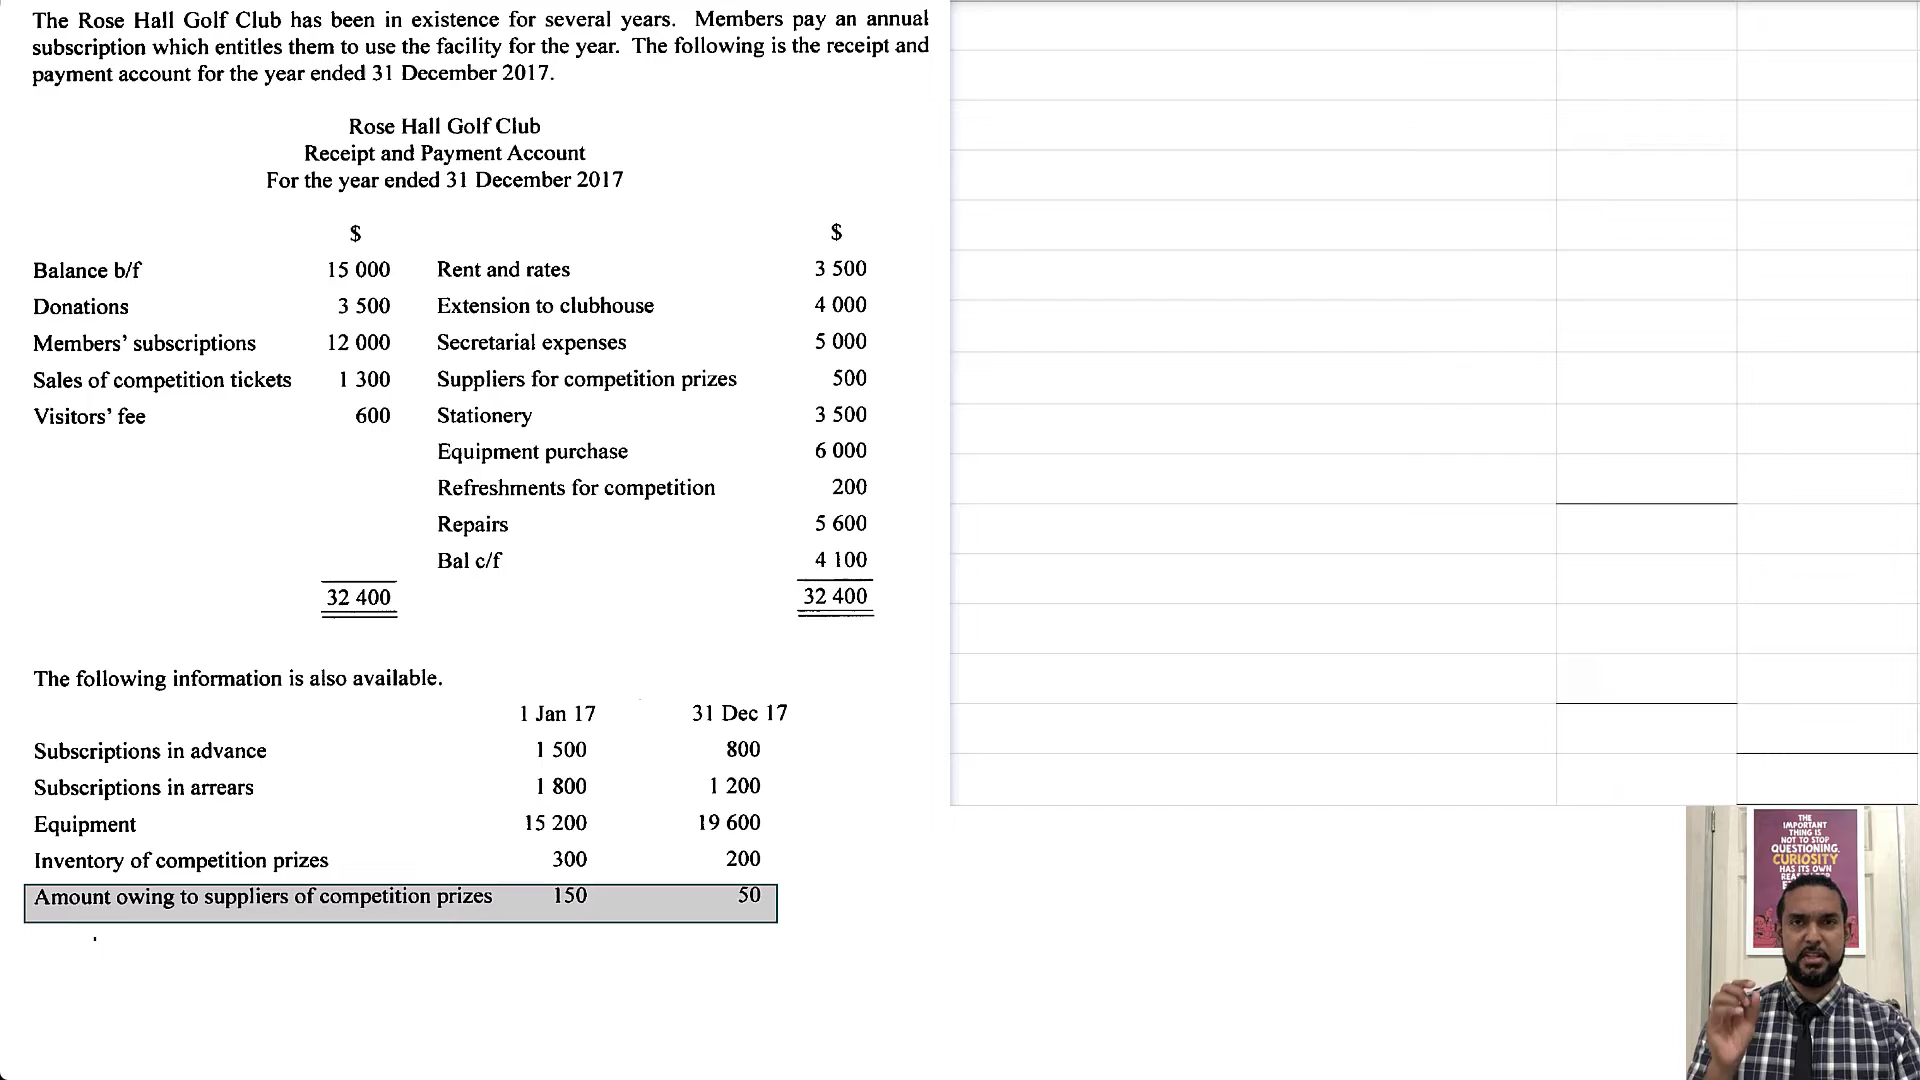 The Rose Hall Golf Club has been in existence for several years. Members pay an annual
subscription which entitles them to use the facility for the year. The following is the receipt and
payment account for the year ended 31 December 2017.
Rose Hall Golf Club
Receipt and Payment Account
For the year ended 31 December 2017
$ $
Balance b/f 15 000 Rent and rates 3 500
Donations 3 500 Extension to clubhouse 4 000
Members' subscriptions 12 000 Secretarial expenses 5 000
Sales of competition tickets 1 300 Suppliers for competition prizes 500
Visitors' fee 600 Stationery 3 500
Equipment purchase 6 000
Refreshments for competition 200
Repairs 5 600
Bal c/f 4 100
32 400 32 400
The following information is also available.
1 Jan 17 31 Dec 17
Subscriptions in advance 1 500 800
Subscriptions in arrears 1 800 1 200
Equipment 15 200 19 600
Inventory of competition prizes 300 200
Amount owing to suppliers of competition prizes 150 50
THE
IMPORTANT
THING IS
NOT TO STOP
QUESTIONING.
CURIOSITY
HAS ITS OWN